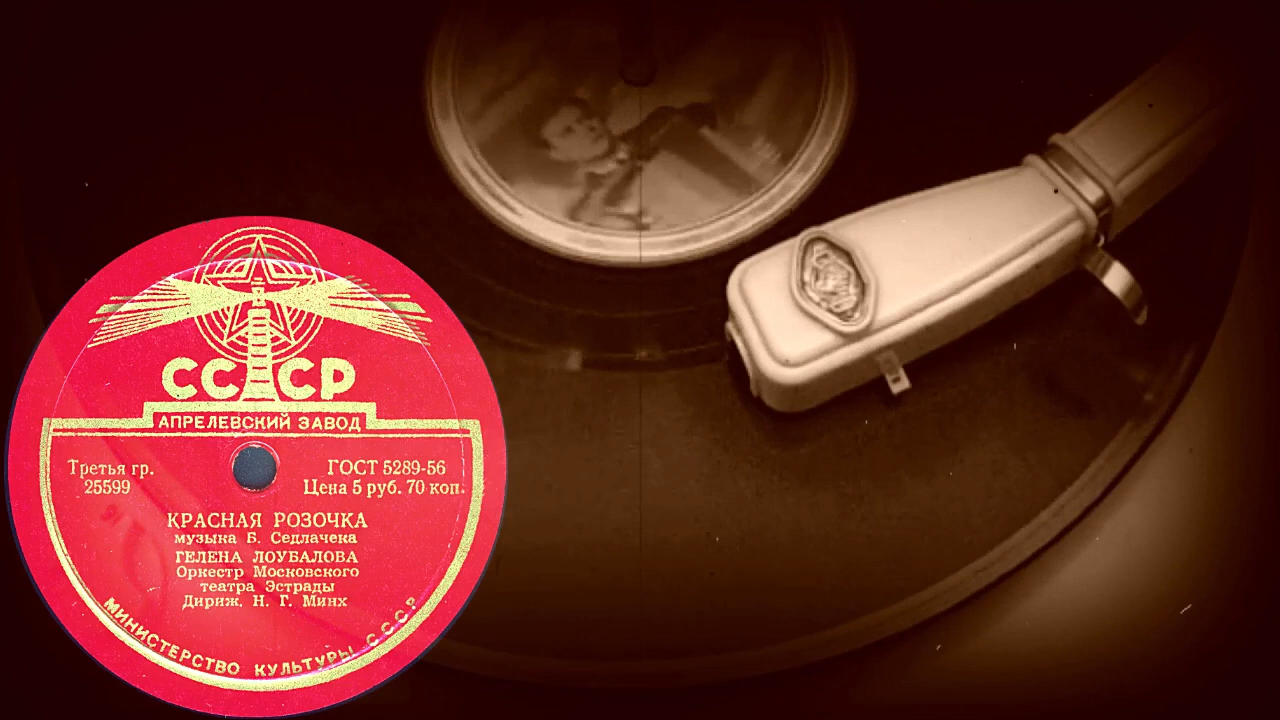 СССР
АПРЕЛЕВСКИЙ ЗАВОД
Третья гр. ГОСТ 5289-56
25599 Цена 5 руб. 70 коп.
КРАСНАЯ РОЗОЧКА
музыка Б. Седлачека
ГЕЛЕНА ЛОУБАЛОВА
Оркестр Московского
театра Эстрады
Дириж. Н. Г. Минх
МИНИСТЕРСТВО КУЛЬТУРЫ СССР